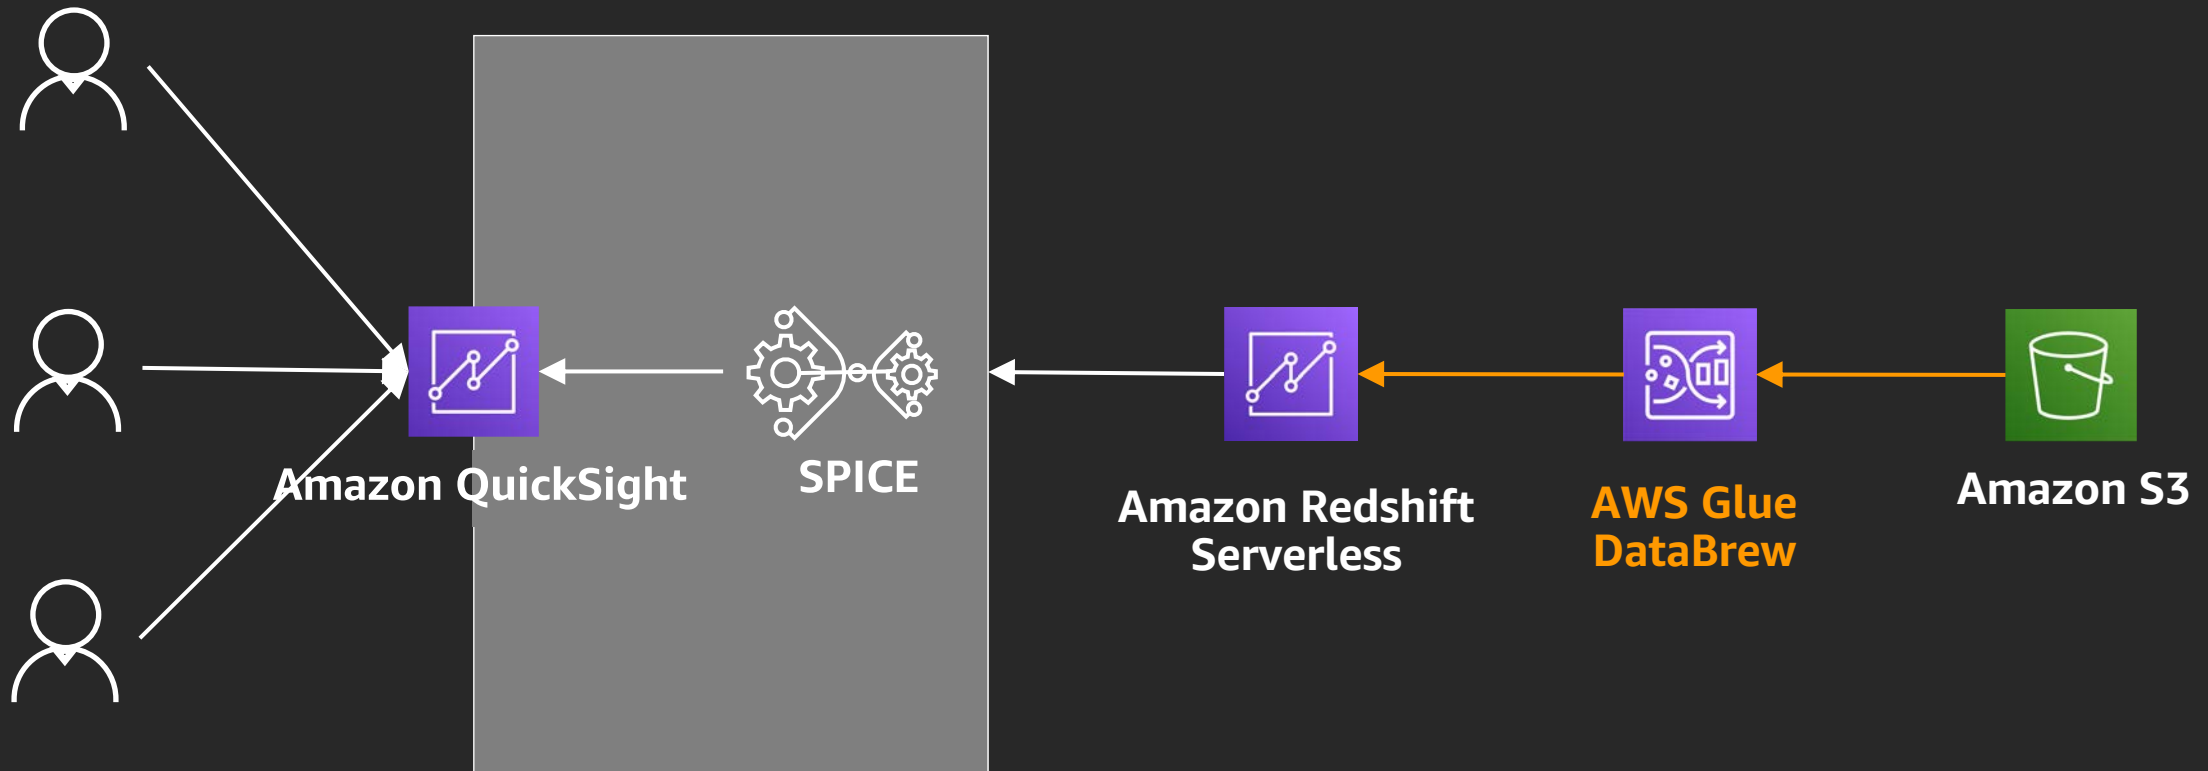 Amazon QuickSight
SPICE
Amazon Redshift
Serverless
AWS Glue
DataBrew
Amazon S3